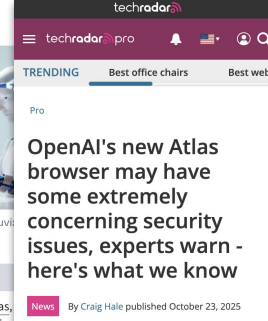 techradar
techradar pro
TRENDING Best office chairs Best web
Pro
OpenAI's new Atlas
browser may have
some extremely
concerning security
issues, experts warn -
here's what we know
News By Craig Hale published October 23, 2025